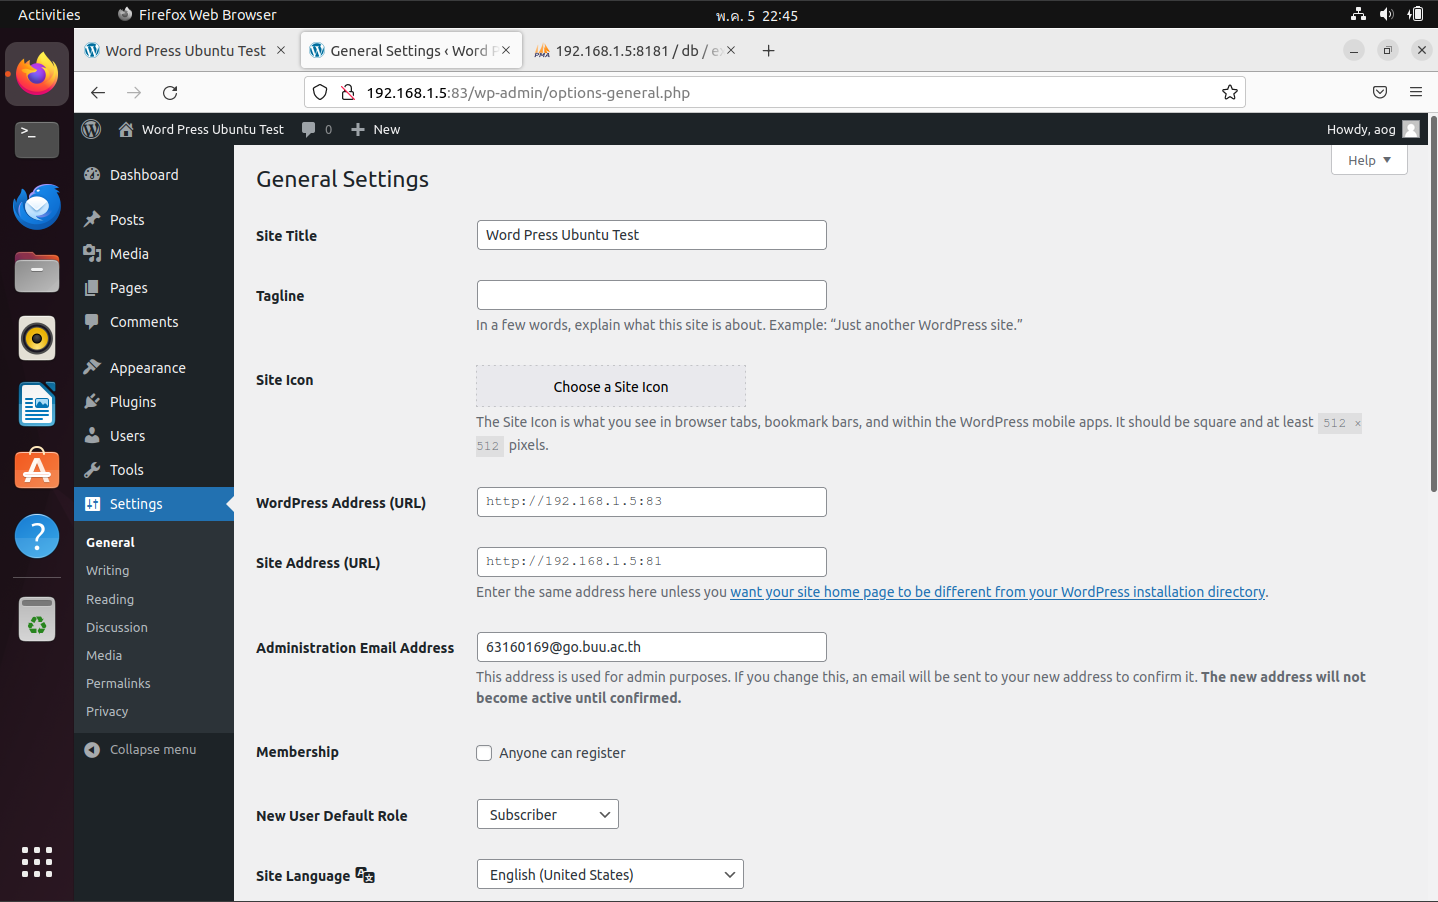 Activities
Firefox Web Browser
พ.ค. 5 22:45
Word Press Ubuntu Test
General Settings ‹ Word P
PMA
192.168.1.5:8181 / db / ex
192.168.1.5:83/wp-admin/options-general.php
Word Press Ubuntu Test
0
New
Howdy, aog
Dashboard
Posts
Media
Pages
Comments
Appearance
Plugins
Users
Tools
Settings
General
Writing
Reading
Discussion
Media
Permalinks
Privacy
Collapse menu
Help
General Settings
Site Title
Word Press Ubuntu Test
Tagline
In a few words, explain what this site is about. Example: “Just another WordPress site.”
Site Icon
Choose a Site Icon
The Site Icon is what you see in browser tabs, bookmark bars, and within the WordPress mobile apps. It should be square and at least 512 ×
512 pixels.
WordPress Address (URL)
http://192.168.1.5:83
Site Address (URL)
http://192.168.1.5:81
Enter the same address here unless you want your site home page to be different from your WordPress installation directory.
Administration Email Address
63160169@go.buu.ac.th
This address is used for admin purposes. If you change this, an email will be sent to your new address to confirm it. The new address will not
become active until confirmed.
Membership
Anyone can register
New User Default Role
Subscriber
Site Language
English (United States)